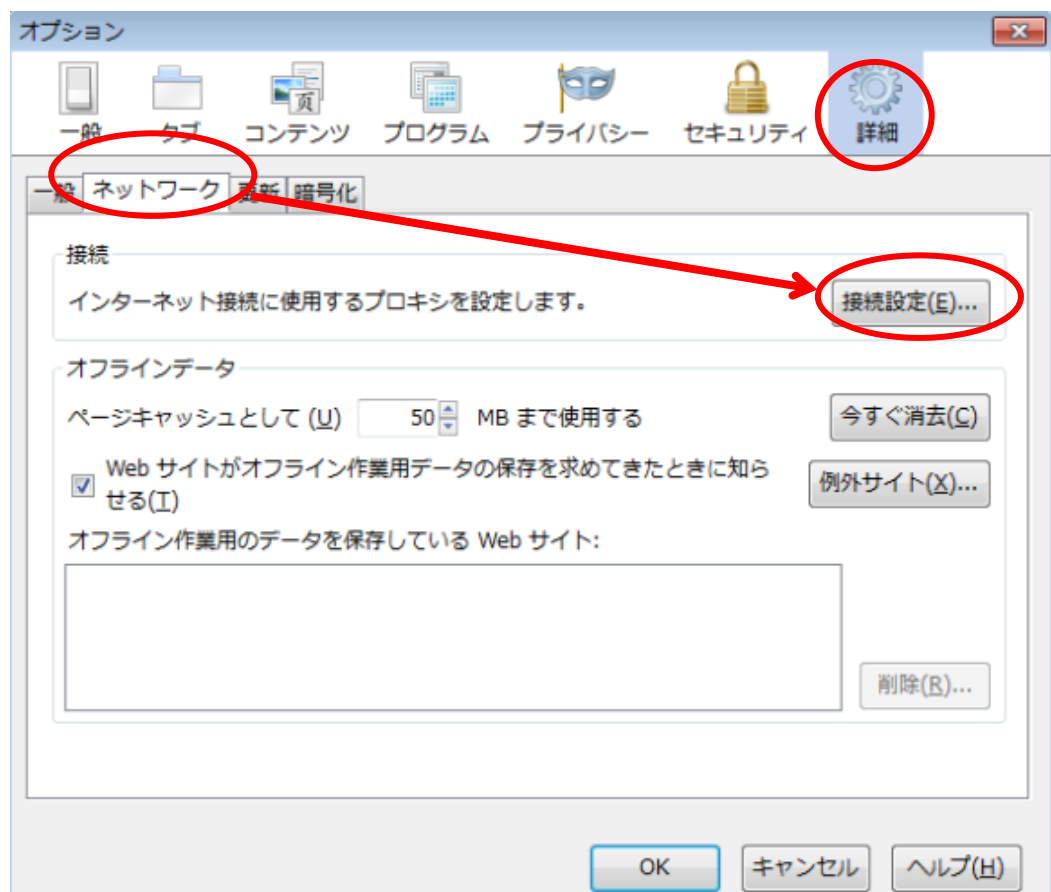 オプション
一般 タブ コンテンツ プログラム プライバシー セキュリティ 詳細
一般 ネットワーク 更新 暗号化
接続
インターネット接続に使用するプロキシを設定します。 接続設定(E)...
オフラインデータ
ページキャッシュとして (U) 50 MB まで使用する 今すぐ消去(C)
Web サイトがオフライン作業用データの保存を求めてきたときに知ら
せる(T)
例外サイト(X)...
オフライン作業用のデータを保存している Web サイト:
削除(R)...
OK キャンセル ヘルプ(H)